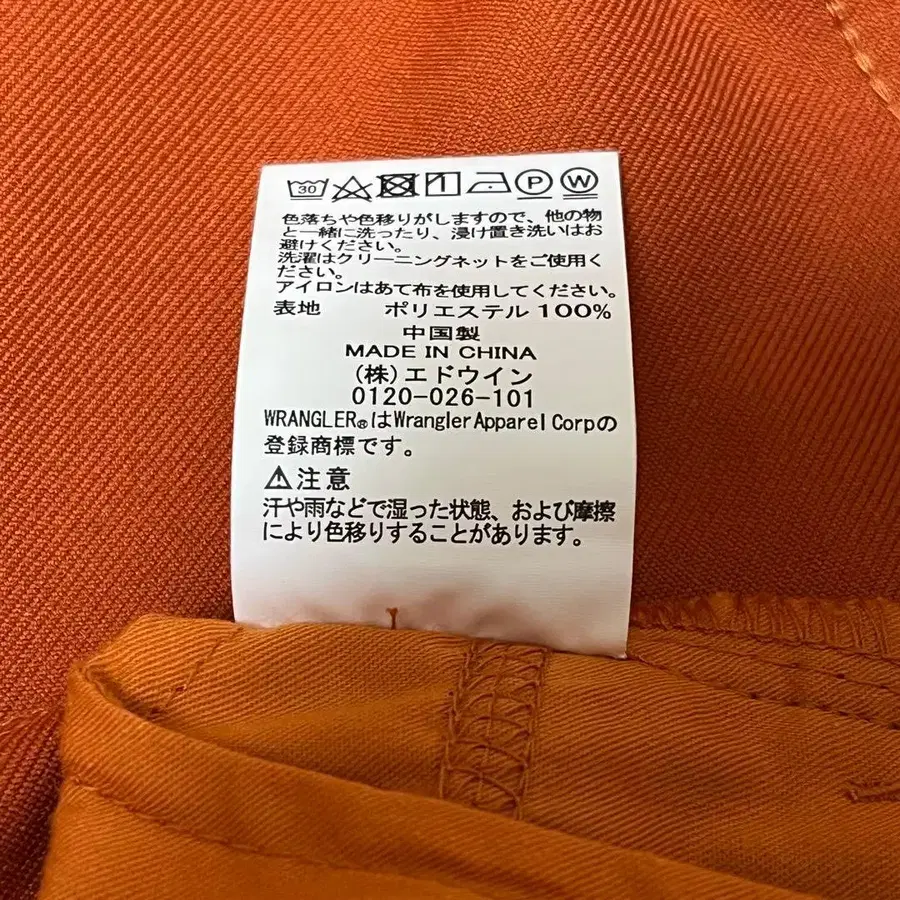 30 P W
色落ちや色移りがしますので、他の物
と一緒に洗ったり、浸け置き洗いはお
避けください。
洗濯はクリーニングネットをご使用く
ださい。
アイロンはあて布を使用してください。
表地 ポリエステル 100%
中国製
MADE IN CHINA
(株)エドウイン
0120-026-101
WRANGLER®はWrangler Apparel Corpの
登録商標です。
⚠注意
汗や雨などで湿った状態、および摩擦
により色移りすることがあります。